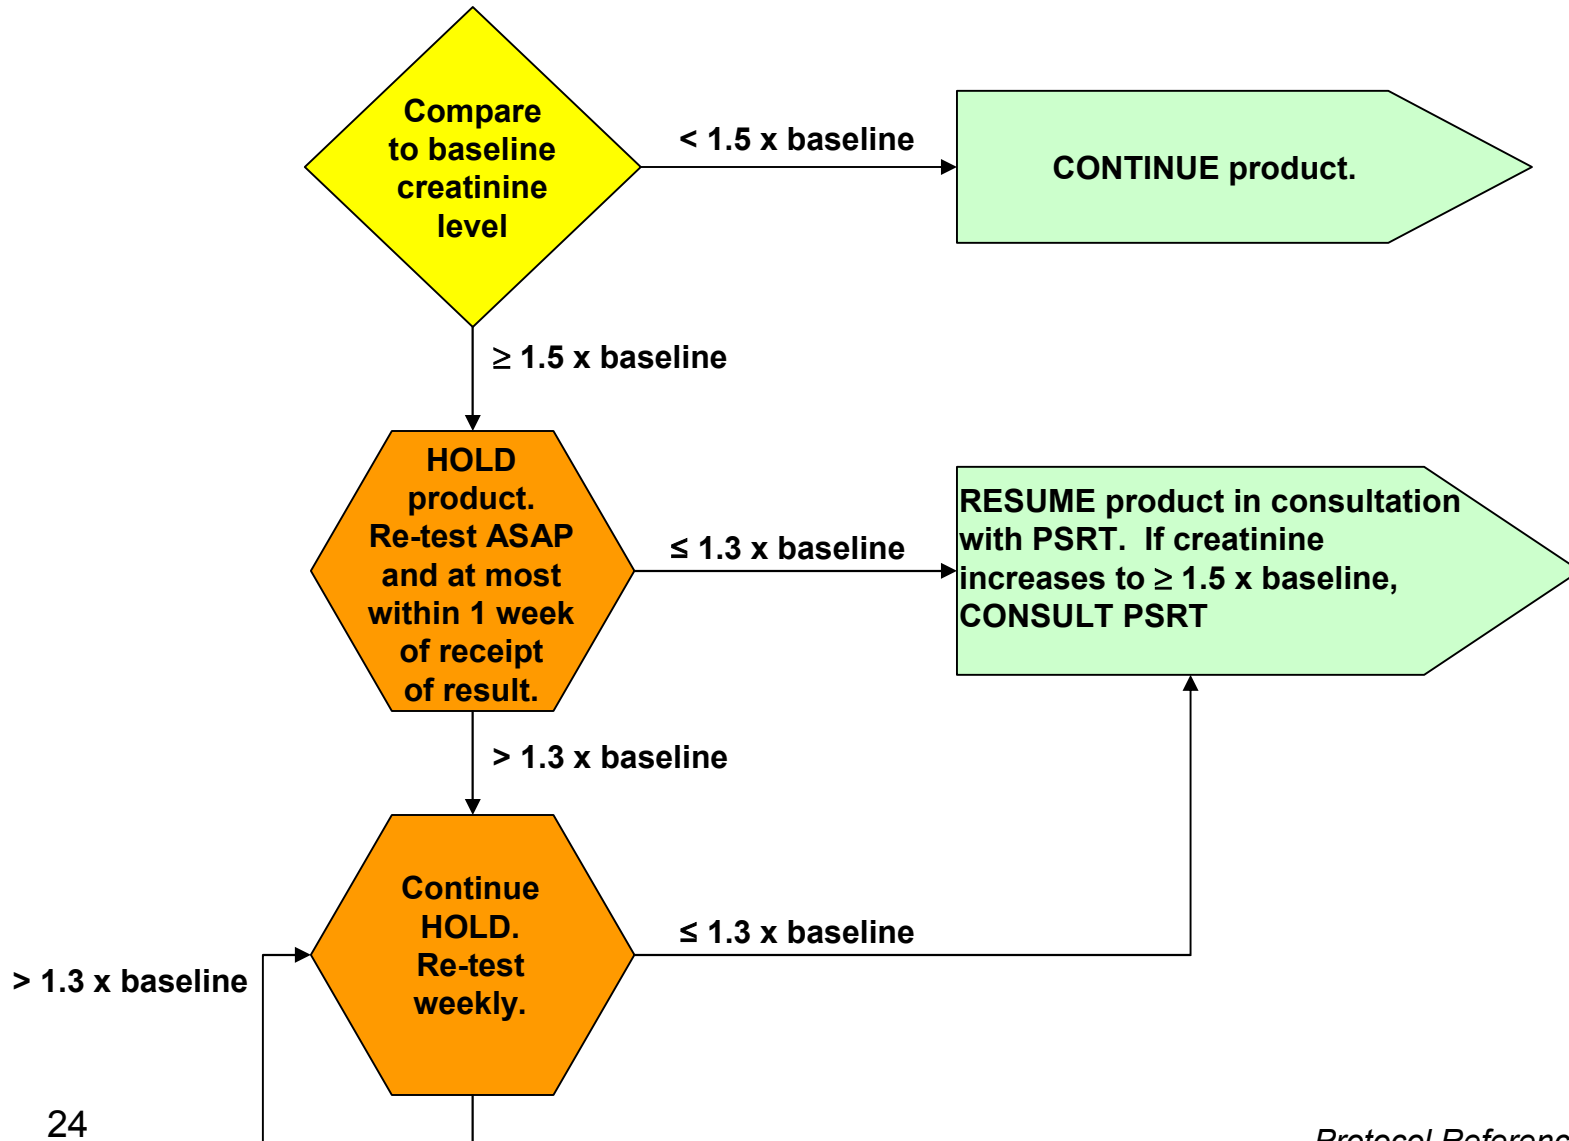 Compare
to baseline
creatinine
level
< 1.5 x baseline
CONTINUE product.
≥ 1.5 x baseline
HOLD
product.
Re-test ASAP
and at most
within 1 week
of receipt
of result.
≤ 1.3 x baseline
RESUME product in consultation
with PSRT.  If creatinine
increases to ≥ 1.5 x baseline,
CONSULT PSRT
> 1.3 x baseline
Continue
HOLD.
Re-test
weekly.
≤ 1.3 x baseline
> 1.3 x baseline
24
Protocol Referenc